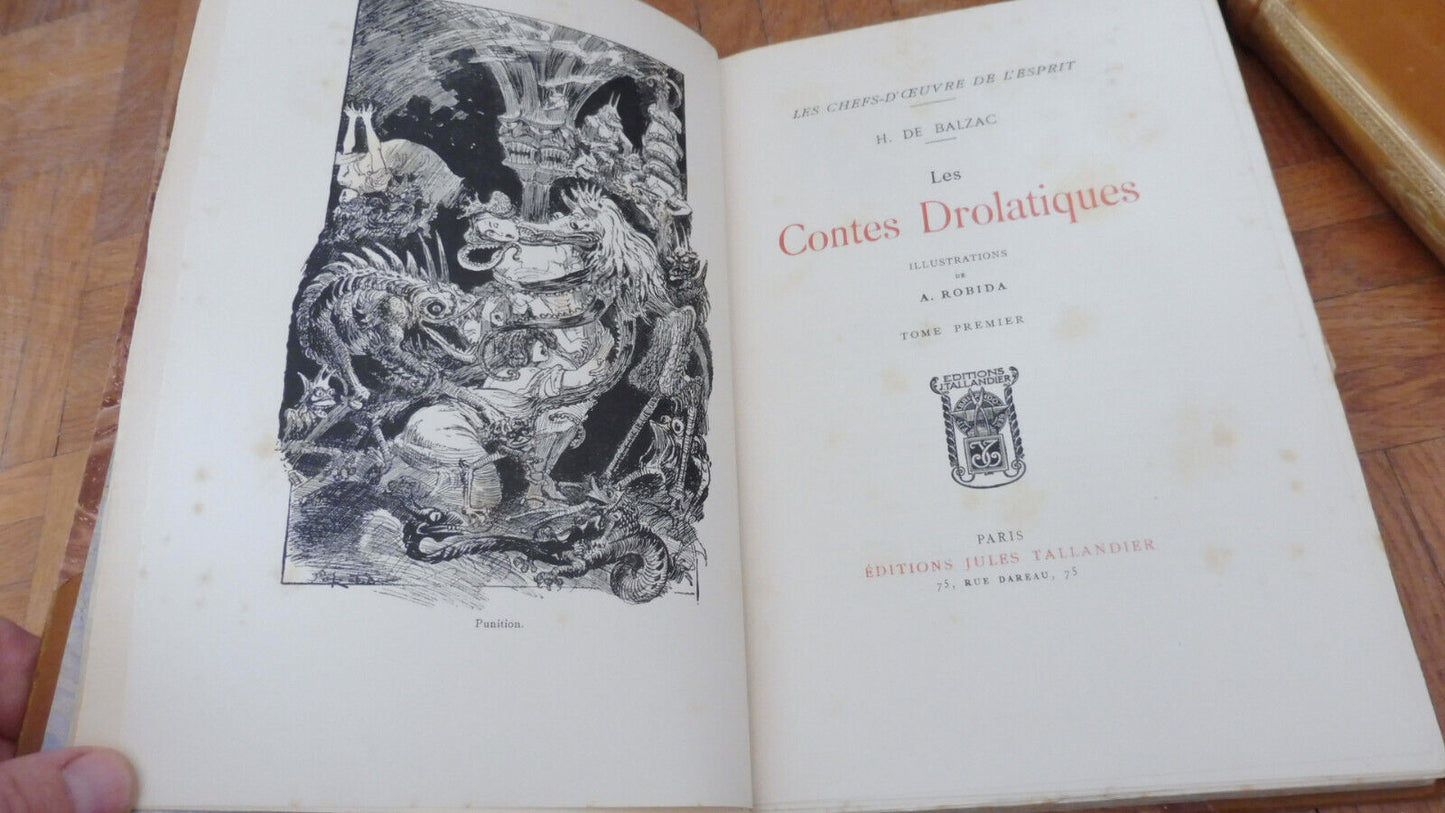 Punition.
LES CHEFS-D'ŒUVRE DE L'ESPRIT
H. DE BALZAC
Les
Contes Drolatiques
ILLUSTRATIONS
DE
A. ROBIDA
TOME PREMIER
EDITIONS
J. TALLANDIER
PARIS
ÉDITIONS JULES TALLANDIER
75, RUE DAREAU, 75